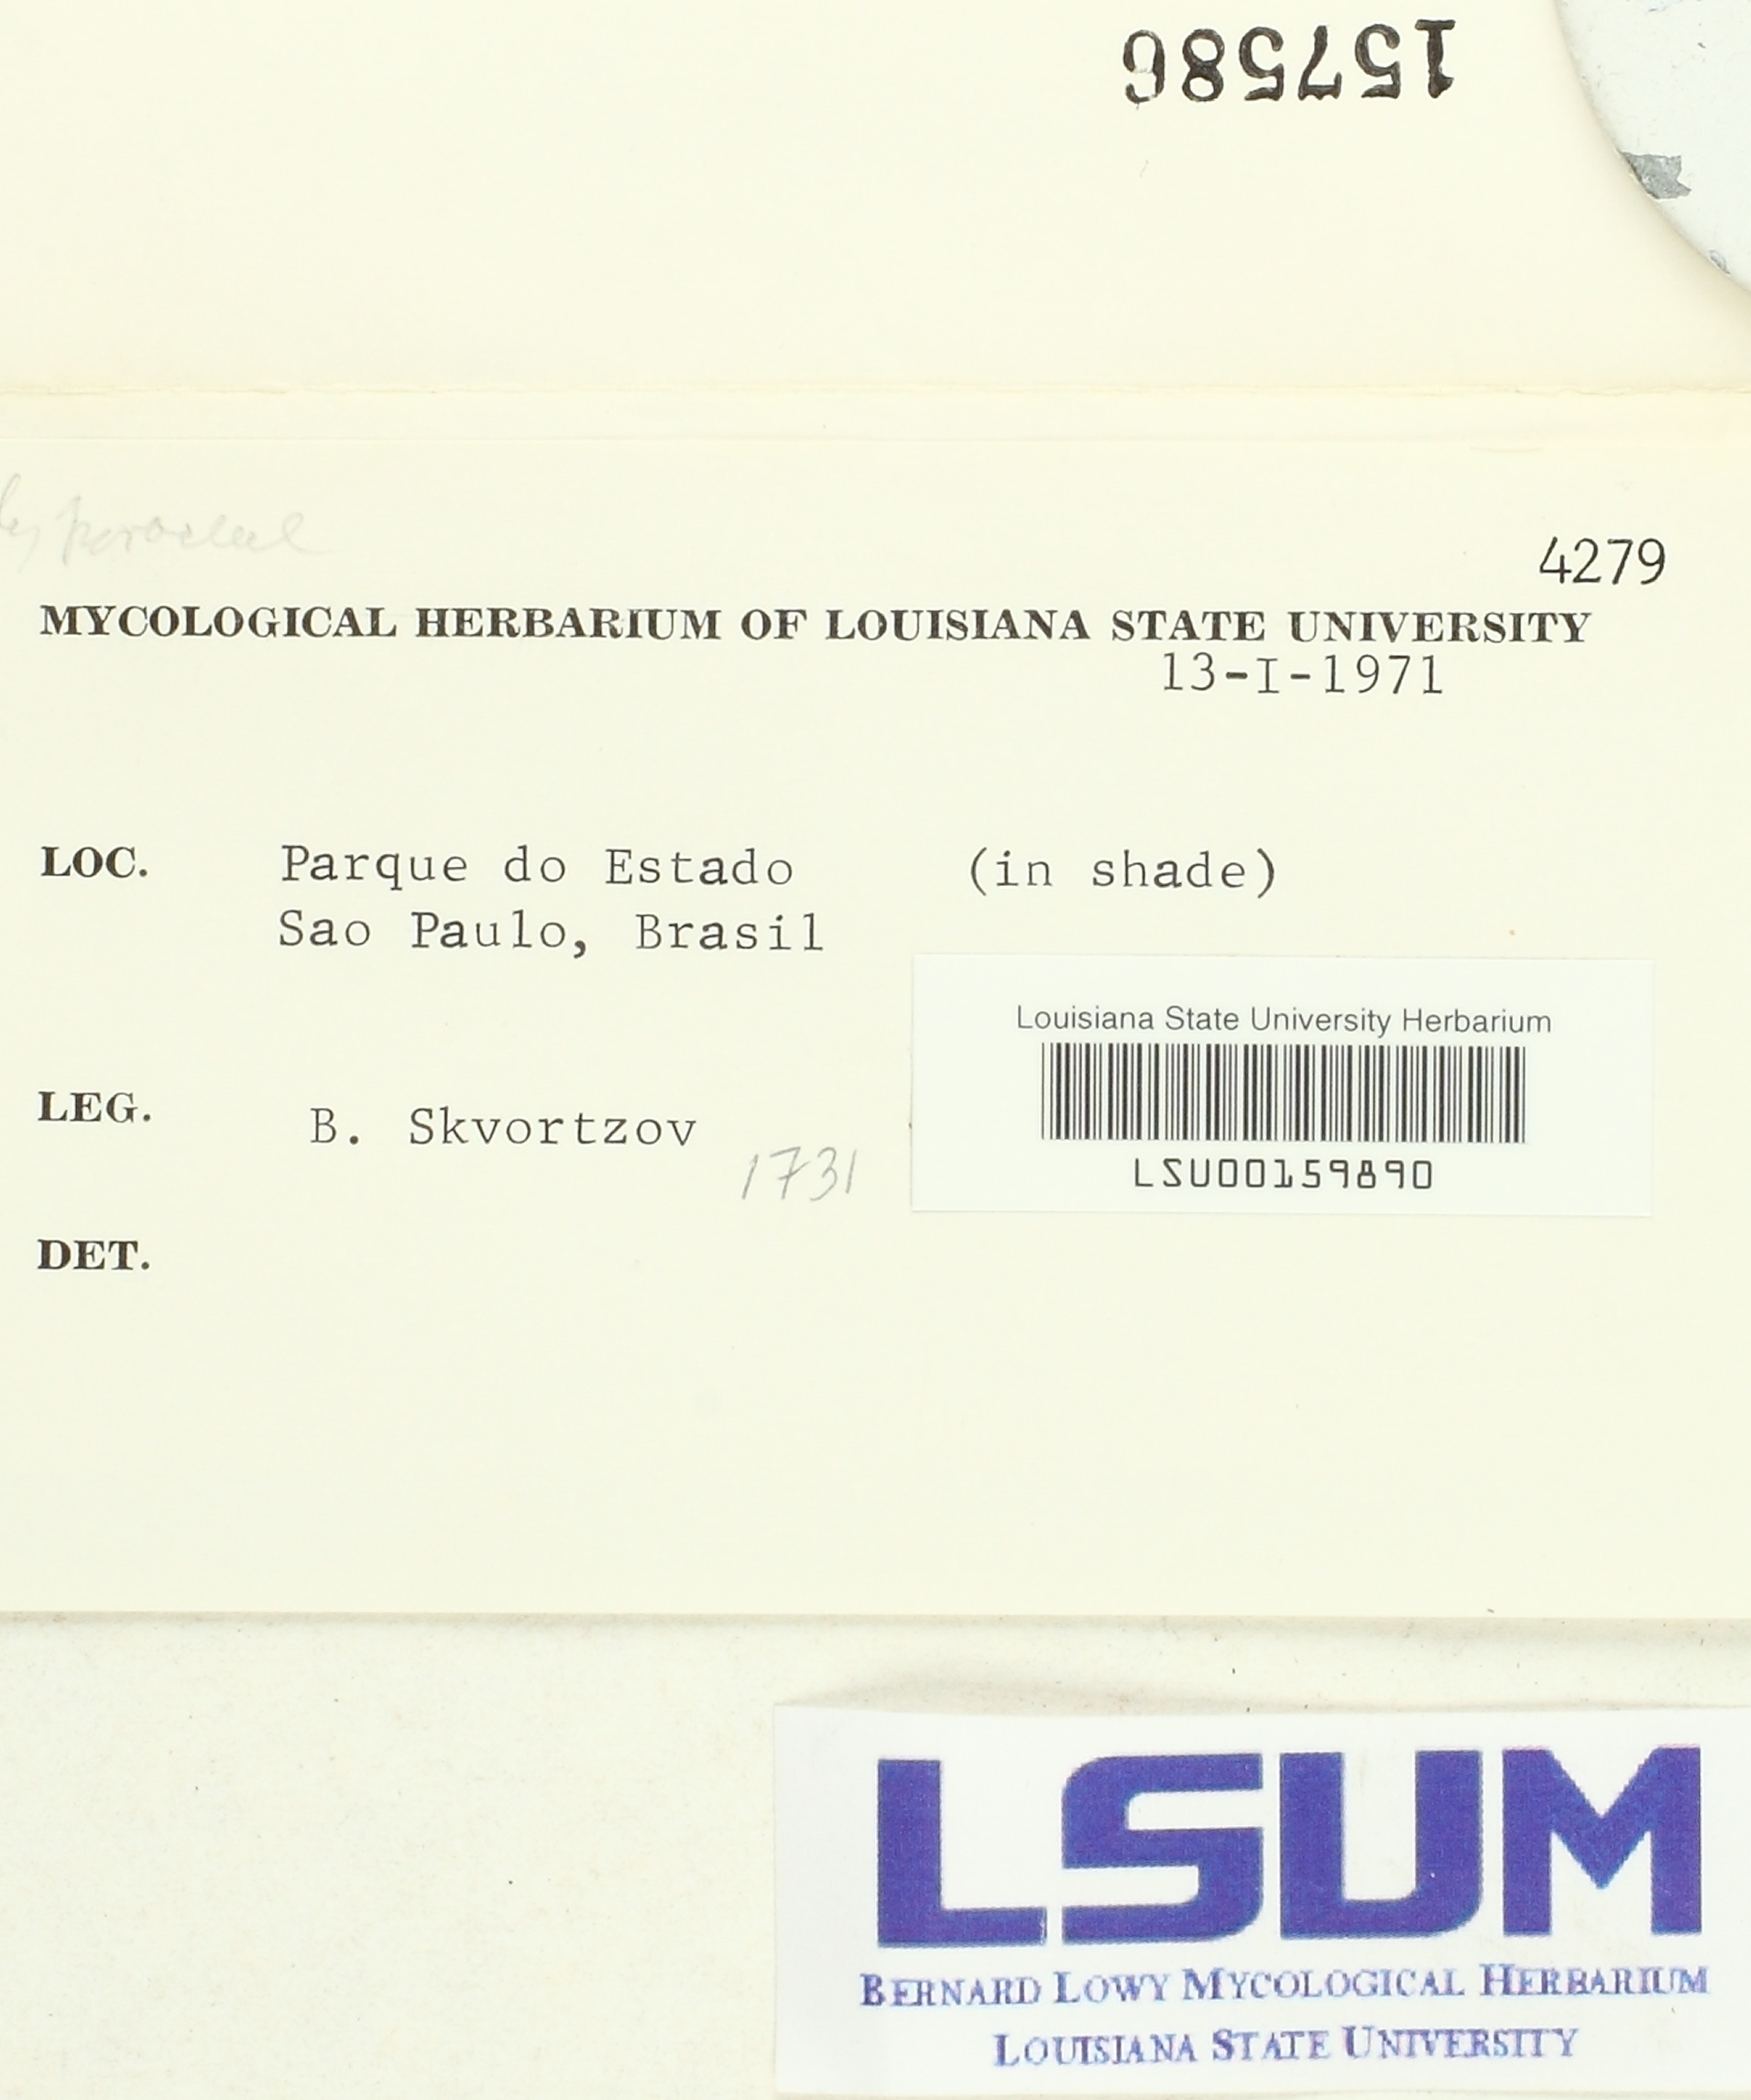 157586
4279
MYCOLOGICAL HERBARIUM OF LOUISIANA STATE UNIVERSITY
13-I-1971
LOC. Parque do Estado (in shade)
Sao Paulo, Brasil
Louisiana State University Herbarium
LEG. B. Skvortzov
1731
LSU00159890
DET.
LSUM
BERNARD LOWY MYCOLOGICAL HERBARIUM
LOUISIANA STATE UNIVERSITY